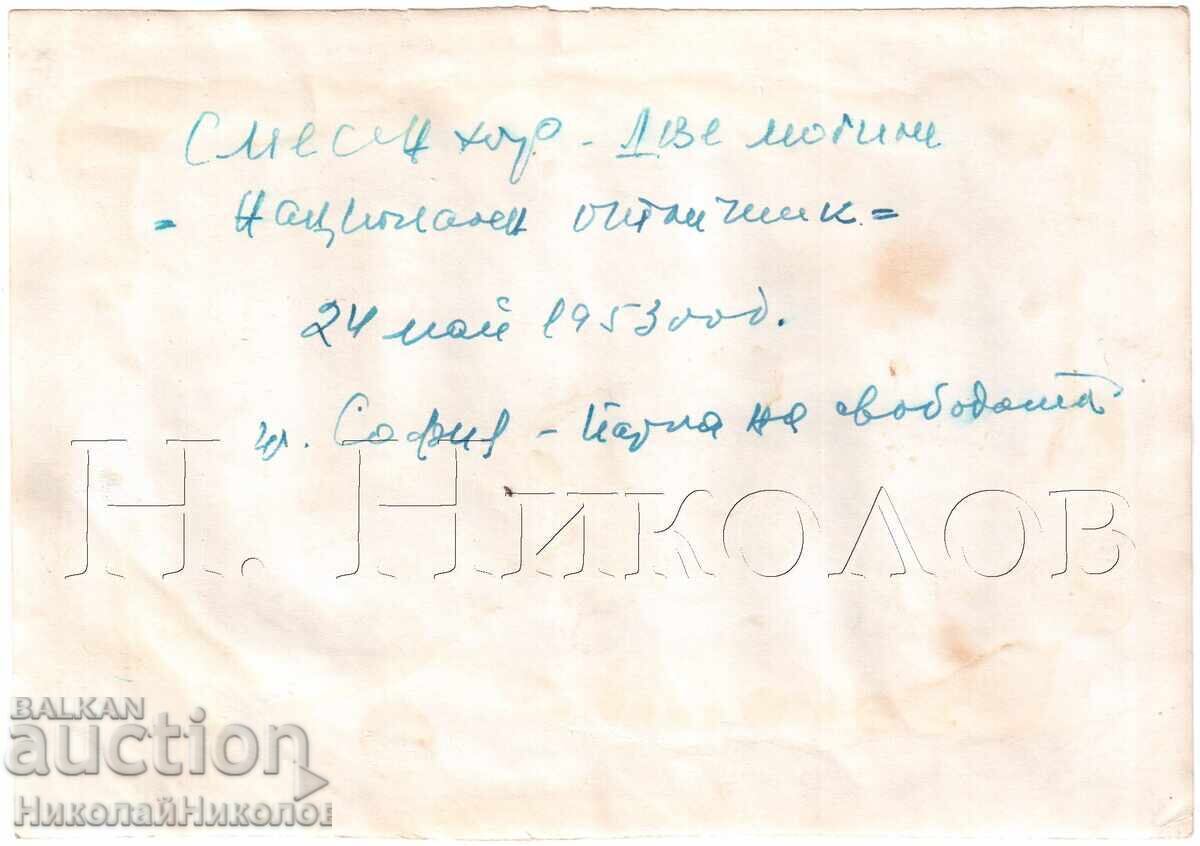 Смесен хор - Две могили
= Национален отличник =
24 май 1953 год.
гр. София - Парка на свободата
Н. Николов
BALKAN
auction
НиколайНиколов